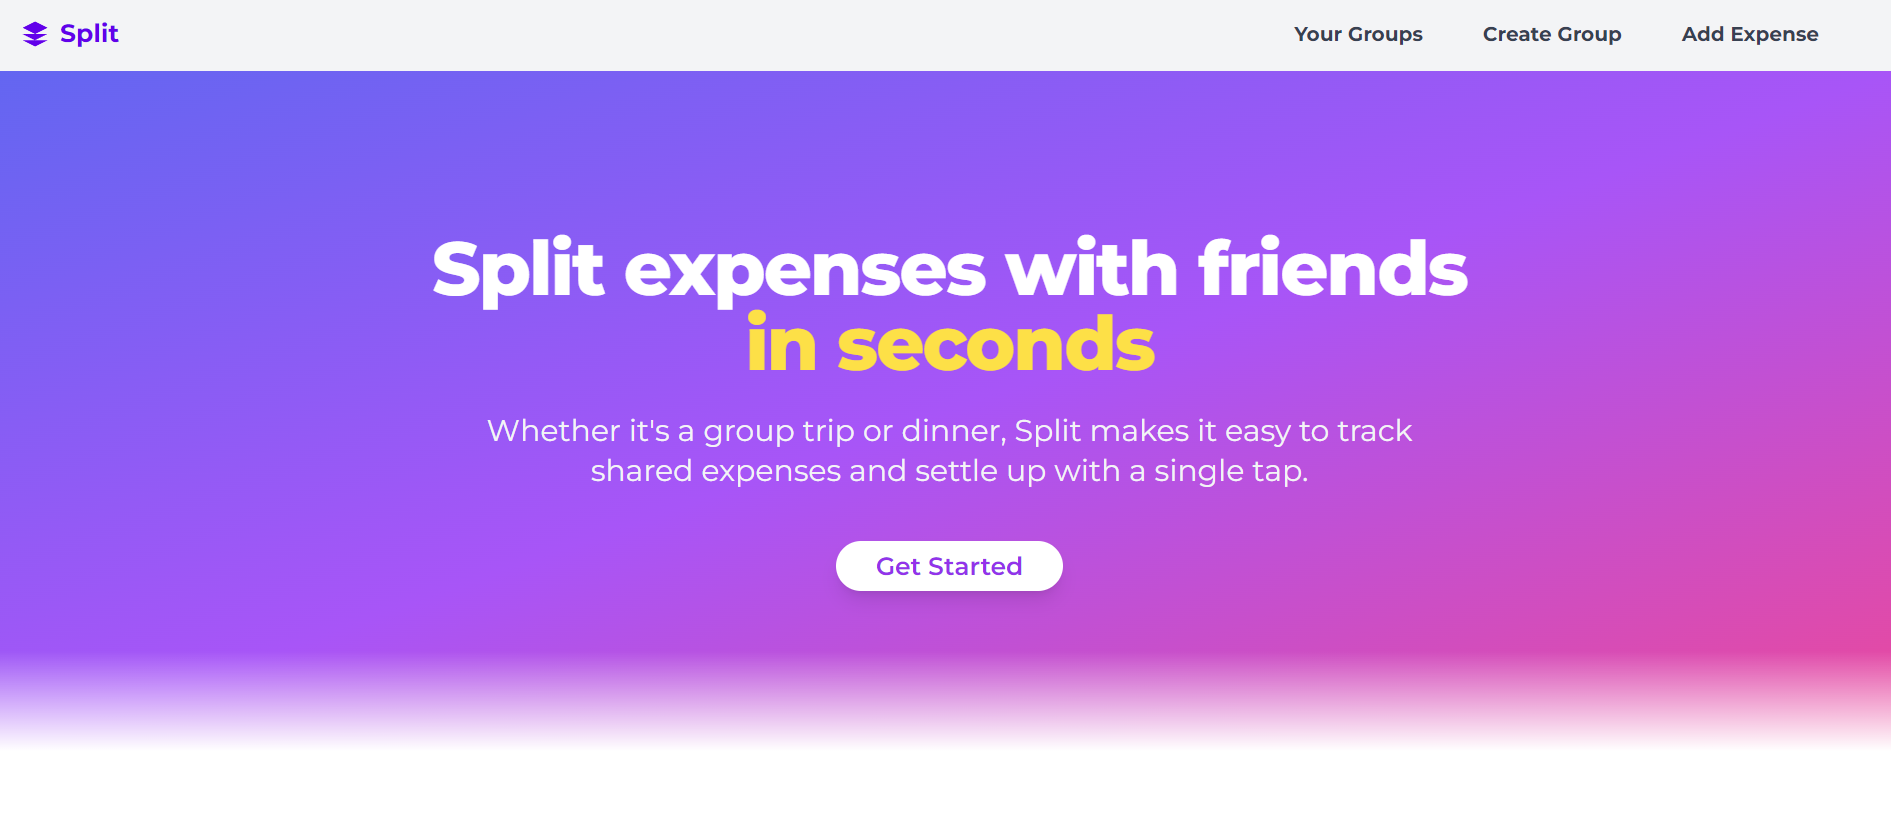 Split
Your Groups
Create Group
Add Expense
Split expenses with friends
in seconds
Whether it's a group trip or dinner, Split makes it easy to track
shared expenses and settle up with a single tap.
Get Started